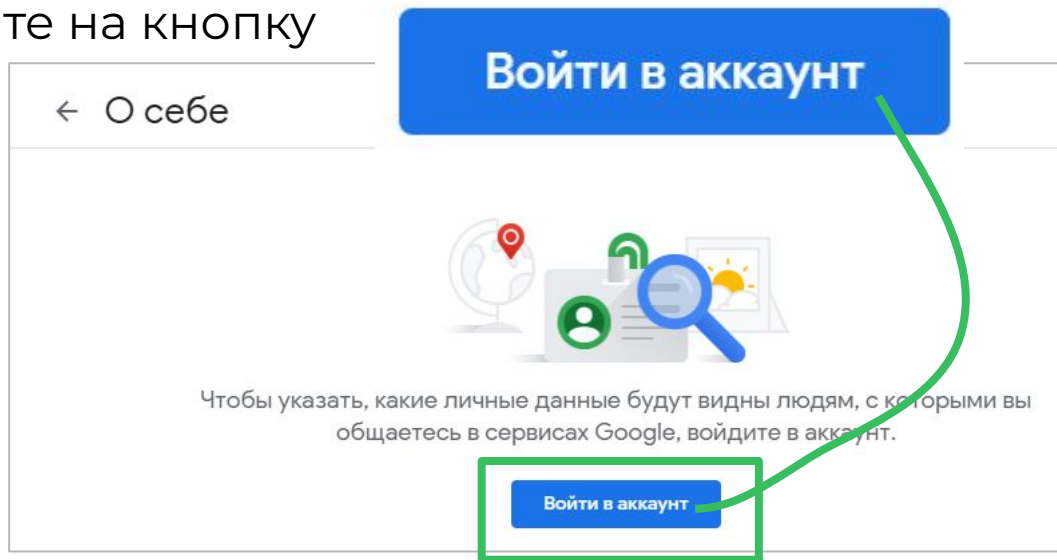 те на кнопку
Войти в аккаунт
← О себе
Чтобы указать, какие личные данные будут видны людям, с которыми вы
общаетесь в сервисах Google, войдите в аккаунт.
Войти в аккаунт